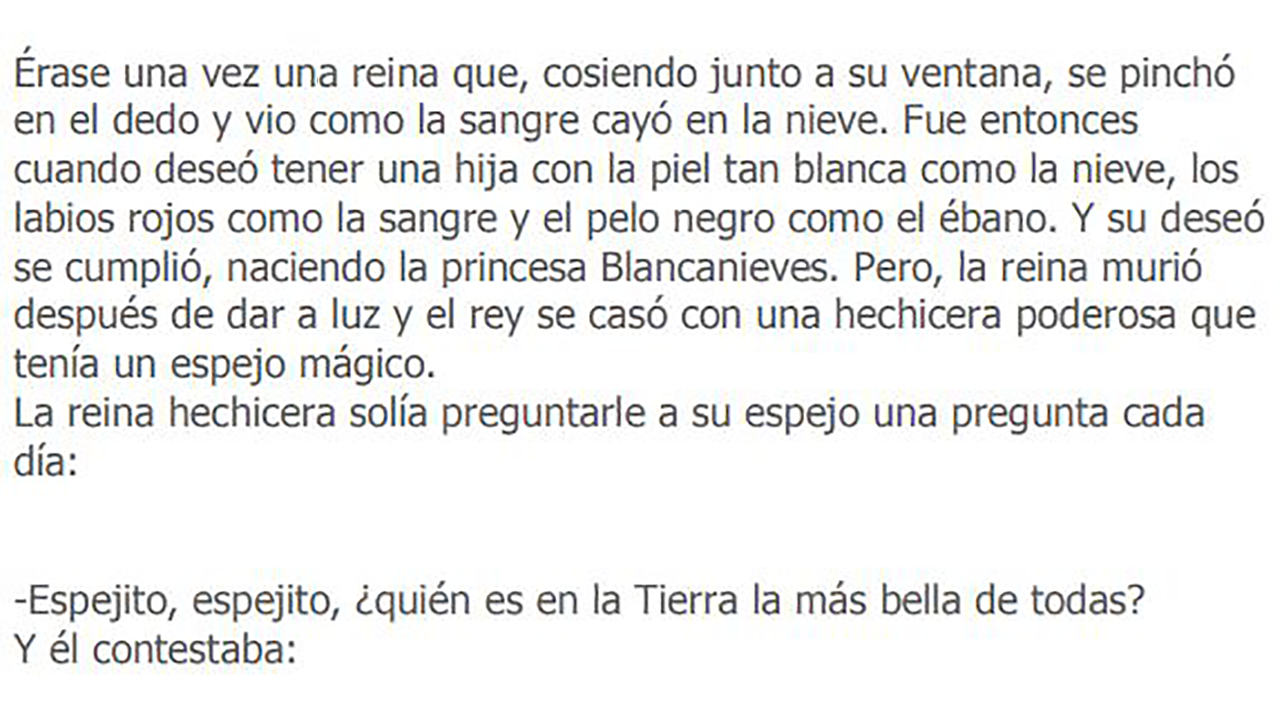 Érase una vez una reina que, cosiendo junto a su ventana, se pinchó
en el dedo y vio como la sangre cayó en la nieve. Fue entonces
cuando deseó tener una hija con la piel tan blanca como la nieve, los
labios rojos como la sangre y el pelo negro como el ébano. Y su deseó
se cumplió, naciendo la princesa Blancanieves. Pero, la reina murió
después de dar a luz y el rey se casó con una hechicera poderosa que
tenía un espejo mágico.
La reina hechicera solía preguntarle a su espejo una pregunta cada
día:
-Espejito, espejito, ¿quién es en la Tierra la más bella de todas?
Y él contestaba: